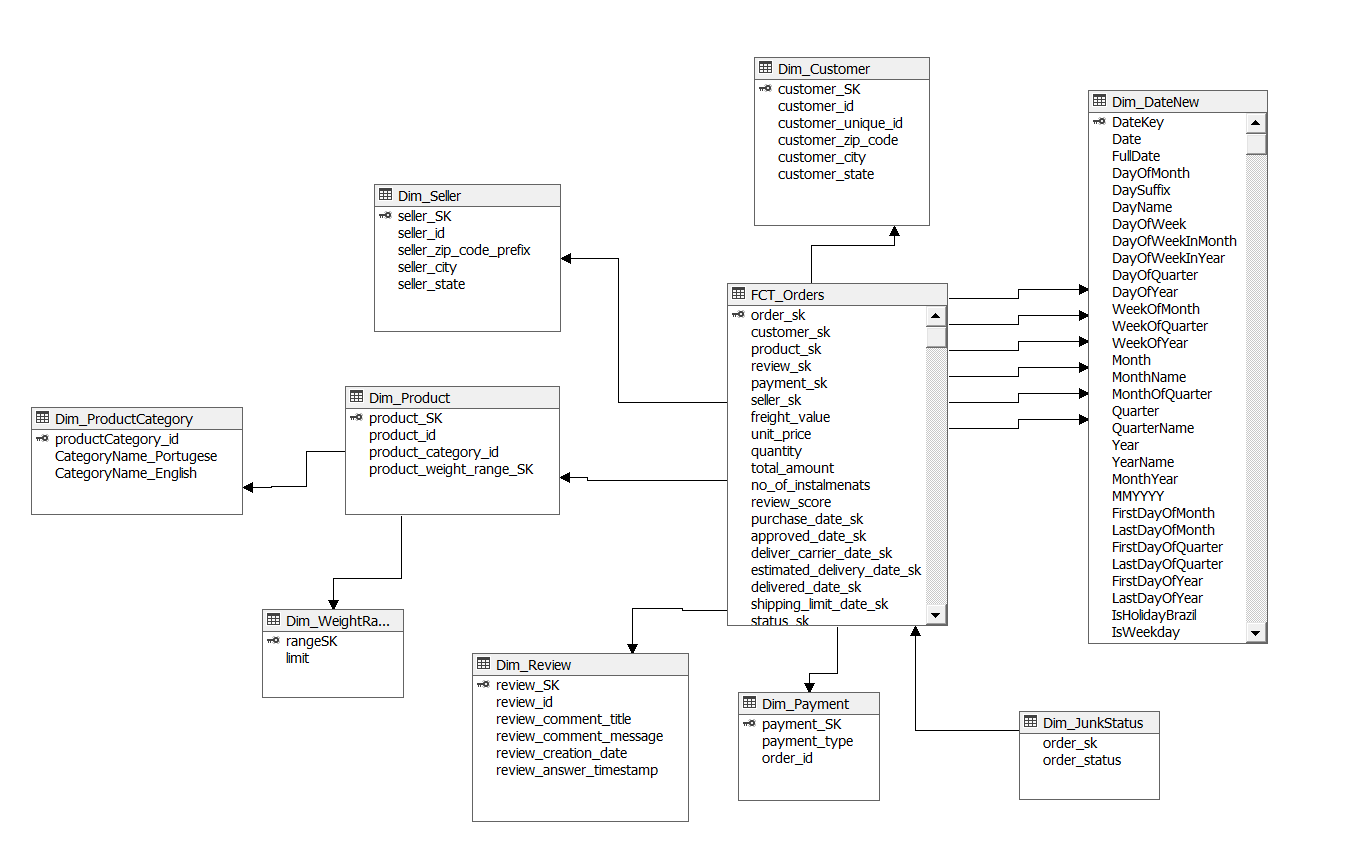 Dim_Customer
customer_SK
customer_id
customer_unique_id
customer_zip_code
customer_city
customer_state
Dim_DateNew
DateKey
Date
FullDate
DayOfMonth
DaySuffix
DayName
DayOfWeek
DayOfWeekInMonth
DayOfWeekInYear
DayOfQuarter
DayOfYear
WeekOfMonth
WeekOfQuarter
WeekOfYear
Month
MonthName
MonthOfQuarter
Quarter
QuarterName
Year
YearName
MonthYear
MMYYYY
FirstDayOfMonth
LastDayOfMonth
FirstDayOfQuarter
LastDayOfQuarter
FirstDayOfYear
LastDayOfYear
IsHolidayBrazil
IsWeekday
Dim_Seller
seller_SK
seller_id
seller_zip_code_prefix
seller_city
seller_state
FCT_Orders
order_sk
customer_sk
product_sk
review_sk
payment_sk
seller_sk
freight_value
unit_price
quantity
total_amount
no_of_instalmenats
review_score
purchase_date_sk
approved_date_sk
deliver_carrier_date_sk
estimated_delivery_date_sk
delivered_date_sk
shipping_limit_date_sk
status_sk
Dim_Product
product_SK
product_id
product_category_id
product_weight_range_SK
Dim_ProductCategory
productCategory_id
CategoryName_Portugese
CategoryName_English
Dim_WeightRa...
rangeSK
limit
Dim_Review
review_SK
review_id
review_comment_title
review_comment_message
review_creation_date
review_answer_timestamp
Dim_Payment
payment_SK
payment_type
order_id
Dim_JunkStatus
order_sk
order_status